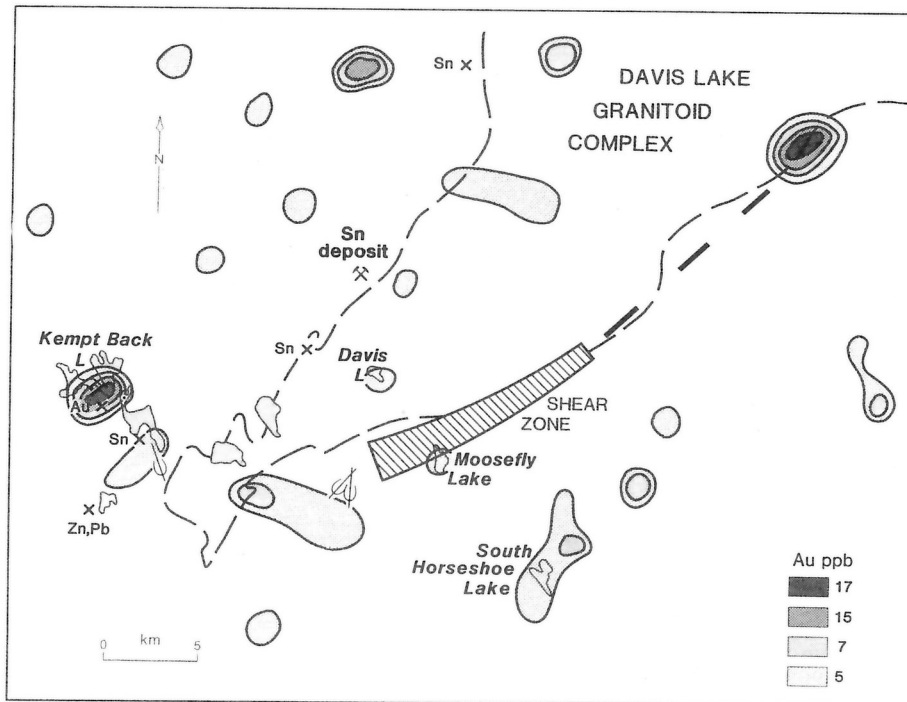 Sn
DAVIS LAKE
GRANITOID
COMPLEX
N
Sn
deposit
Kempt Back
L
Au
Sn
Davis
L
Sn
SHEAR
ZONE
Moosefly
Lake
Zn,Pb
South
Horseshoe
Lake
km
0 5
Au ppb
17
15
7
5